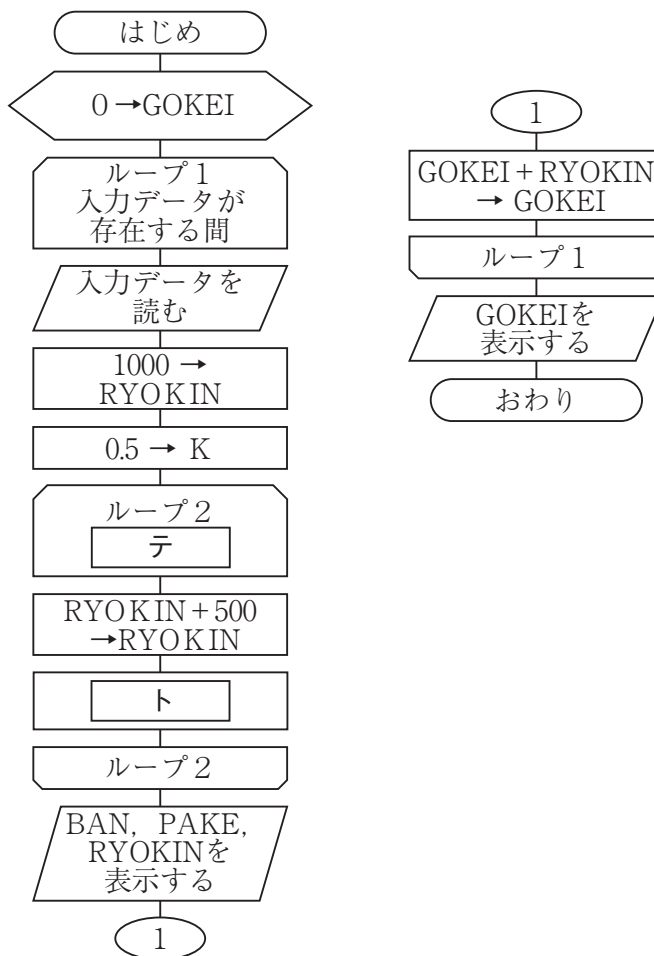 はじめ
0→GOKEI
ループ1
入力データが
存在する間
入力データを
読む
1000 →
RYOKIN
0.5 → K
ループ2
テ
RYOKIN+500
→RYOKIN
ト
ループ2
BAN, PAKE,
RYOKINを
表示する
1
1
GOKEI+RYOKIN
→ GOKEI
ループ1
GOKEIを
表示する
おわり